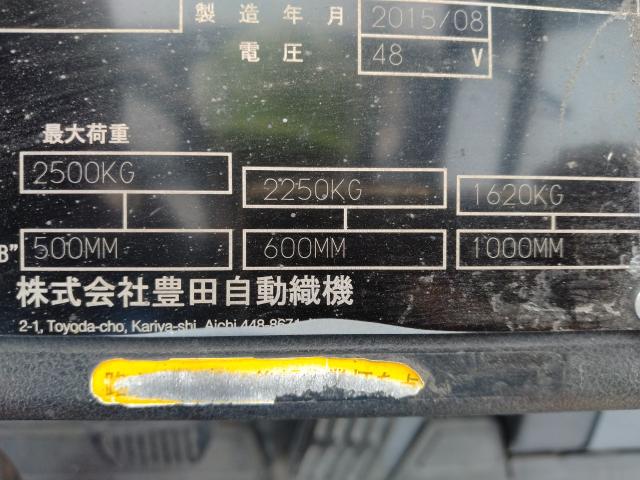 製造年月 2015/08
電圧 48 V
最大荷重
2500KG 2250KG 1620KG
B" 500MM 600MM 1000MM
株式会社豊田自動織機
2-1, Toyoda-cho, Kariya-shi, Aichi 448-8671